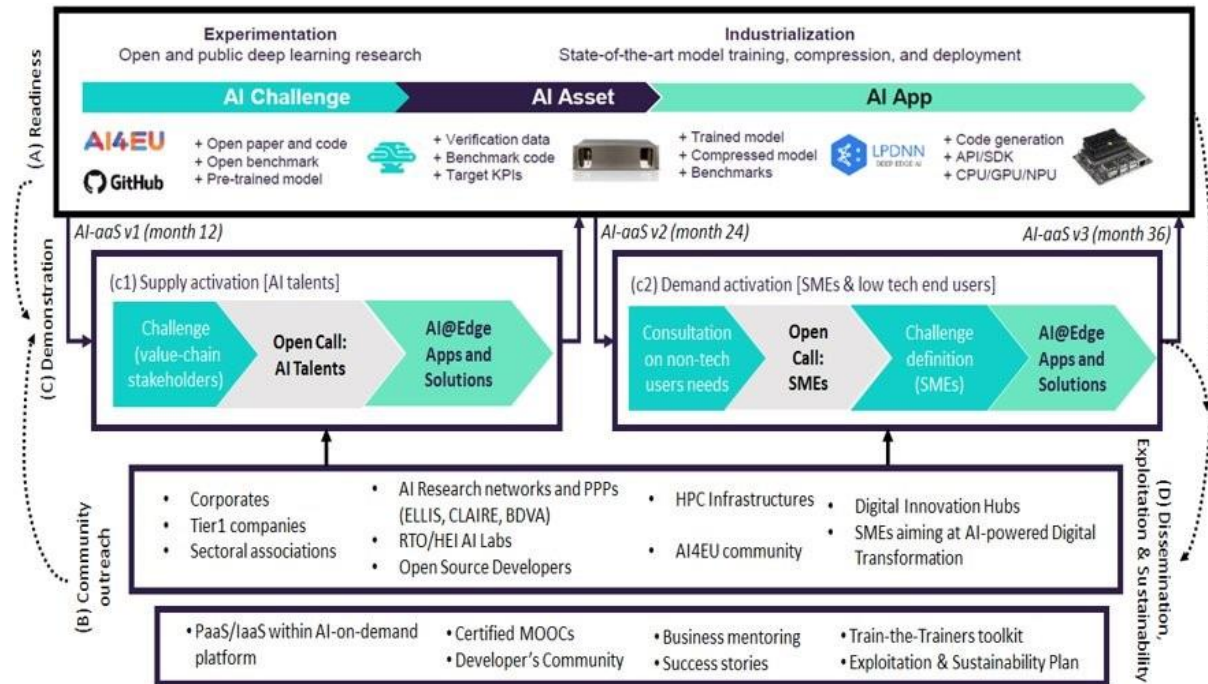 Experimentation
Open and public deep learning research
Industrialization
State-of-the-art model training, compression, and deployment
AI Challenge
AI Asset
AI App
(A) Readiness
AI4EU
GitHub
+ Open paper and code
+ Open benchmark
+ Pre-trained model
+ Verification data
+ Benchmark code
+ Target KPIs
+ Trained model
+ Compressed model
+ Benchmarks
LPDNN
DEEP EDGE AI
+ Code generation
+ API/SDK
+ CPU/GPU/NPU
AI-aaS v1 (month 12)
AI-aaS v2 (month 24)
AI-aaS v3 (month 36)
(C) Demonstration
(c1) Supply activation [AI talents]
Challenge
(value-chain
stakeholders)
Open Call:
AI Talents
AI@Edge
Apps and
Solutions
(c2) Demand activation [SMEs & low tech end users]
Consultation
on non-tech
users needs
Open
Call:
SMEs
Challenge
definition
(SMEs)
AI@Edge
Apps and
Solutions
(B) Community
outreach
• Corporates
• Tier1 companies
• Sectoral associations
• AI Research networks and PPPs
(ELLIS, CLAIRE, BDVA)
• RTO/HEI AI Labs
• Open Source Developers
• HPC Infrastructures
• AI4EU community
• Digital Innovation Hubs
• SMEs aiming at AI-powered Digital
Transformation
(D) Dissemination,
Exploitation & Sustainability
• PaaS/IaaS within AI-on-demand
platform
• Certified MOOCs
• Developer's Community
• Business mentoring
• Success stories
• Train-the-Trainers toolkit
• Exploitation & Sustainability Plan